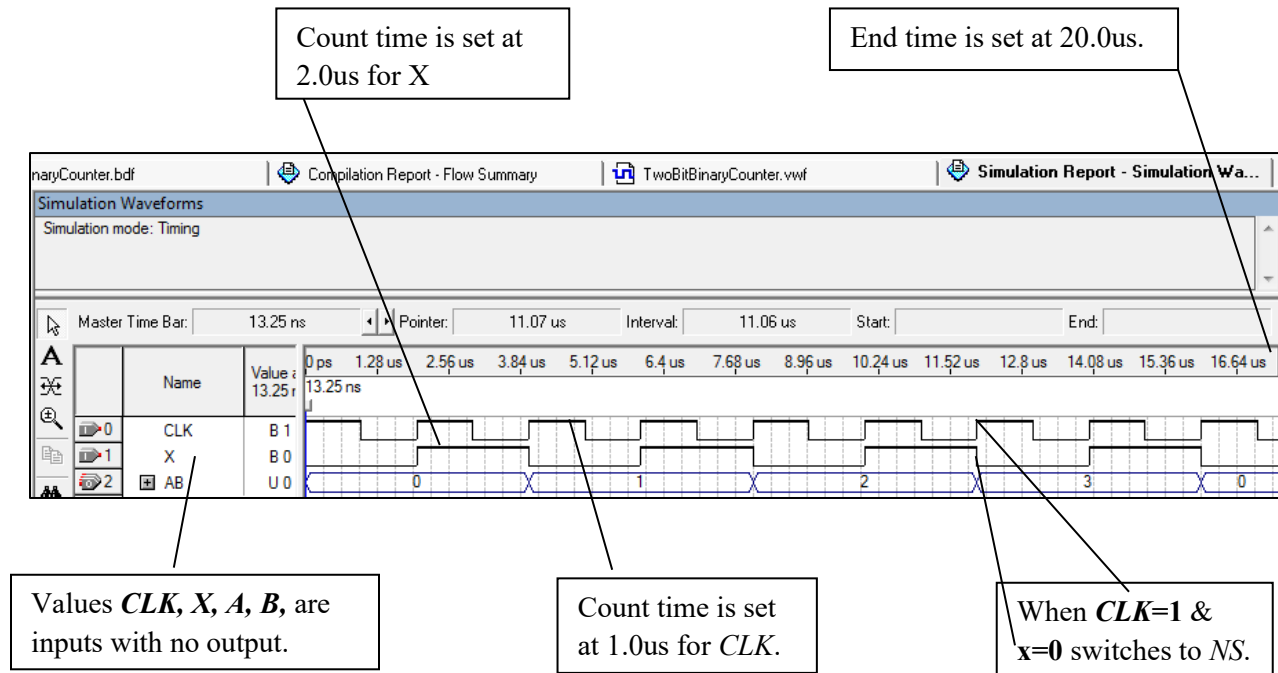 Count time is set at
2.0us for X
End time is set at 20.0us.
naryCounter.bdf
Compilation Report - Flow Summary
TwoBitBinaryCounter.vwf
Simulation Report - Simulation Wa...
Simulation Waveforms
Simulation mode: Timing
Master Time Bar: 13.25 ns Pointer: 11.07 us Interval: 11.06 us Start: End:
A
Name
Value a
13.25 r
0 ps 1.28 us 2.56 us 3.84 us 5.12 us 6.4 us 7.68 us 8.96 us 10.24 us 11.52 us 12.8 us 14.08 us 15.36 us 16.64 us
13.25 ns
0 CLK B 1
1 X B 0
2 AB U 0 0 1 2 3 0
Values CLK, X, A, B, are
inputs with no output.
Count time is set
at 1.0us for CLK.
When CLK=1 &
x=0 switches to NS.